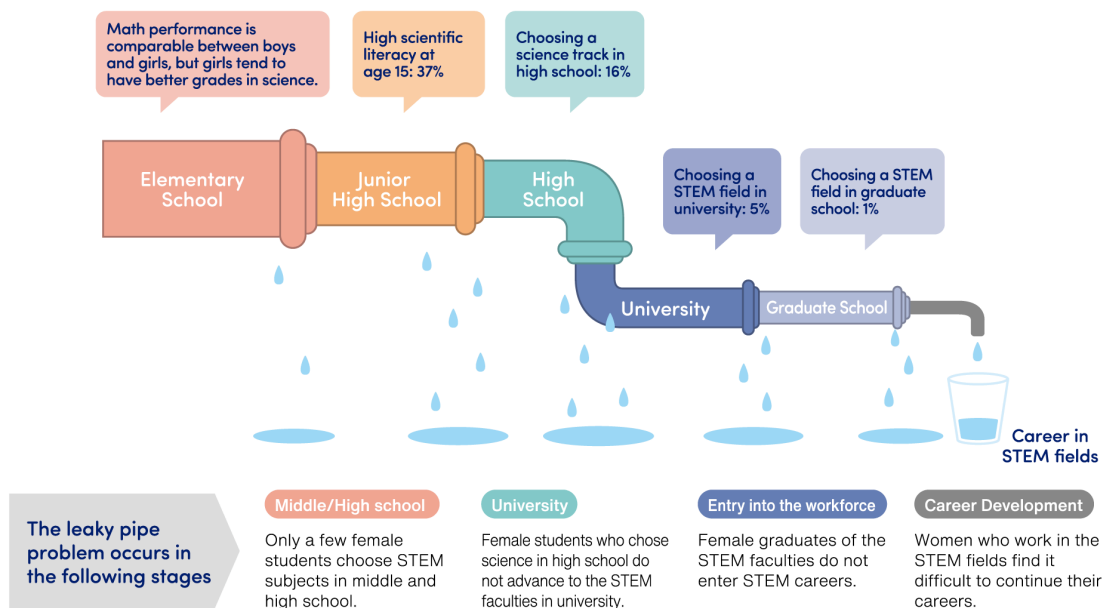 Math performance is
comparable between boys
and girls, but girls tend to
have better grades in science.
High scientific
literacy at
age 15: 37%
Choosing a
science track in
high school: 16%
Choosing a
STEM field in
university: 5%
Choosing a STEM
field in graduate
school: 1%
Elementary
School
Junior
High School
High
School
University
Graduate School
Career in
STEM fields
The leaky pipe
problem occurs in
the following stages
Middle/High school
Only a few female
students choose STEM
subjects in middle and
high school.
University
Female students who chose
science in high school do
not advance to the STEM
faculties in university.
Entry into the workforce
Female graduates of the
STEM faculties do not
enter STEM careers.
Career Development
Women who work in the
STEM fields find it
difficult to continue their
careers.